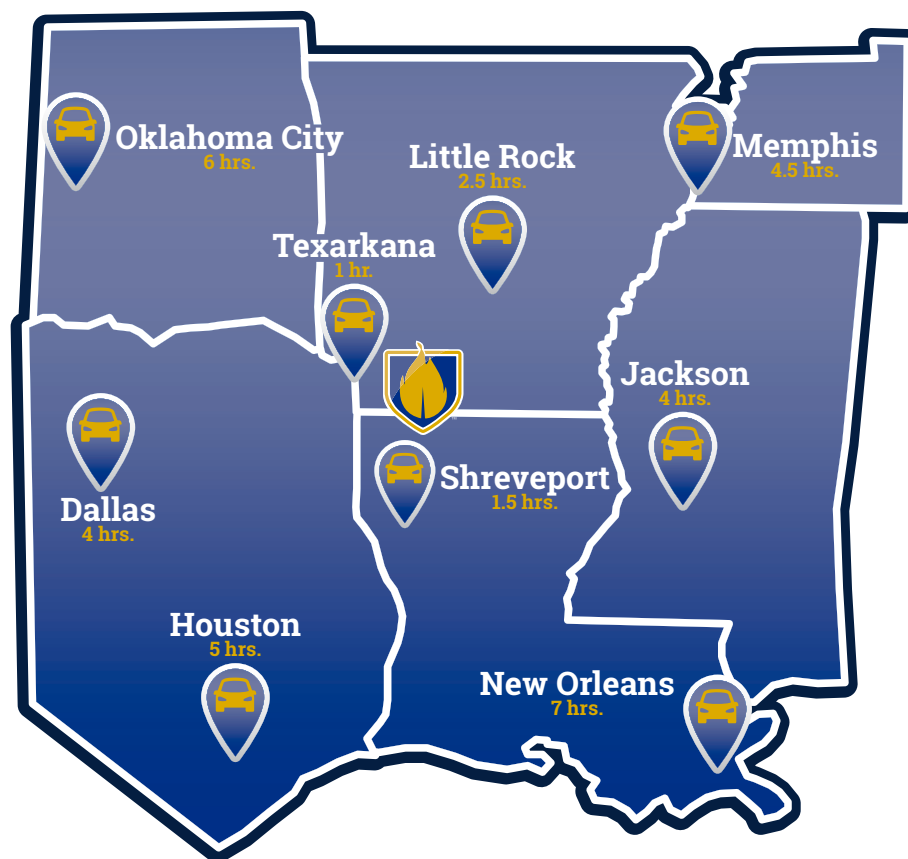 Oklahoma City
6 hrs.
Little Rock
2.5 hrs.
Memphis
4.5 hrs.
Texarkana
1 hr.
Jackson
4 hrs.
Shreveport
1.5 hrs.
Dallas
4 hrs.
Houston
5 hrs.
New Orleans
7 hrs.